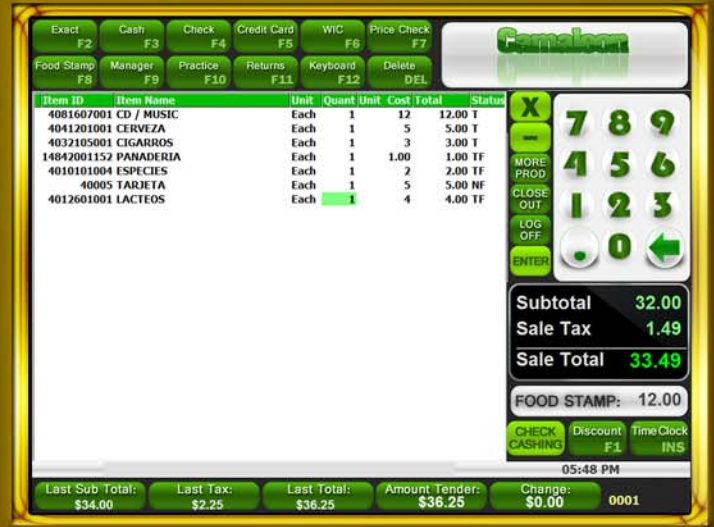 Exact Cash Check Credit Card WIC Price Check
F2 F3 F4 F5 F6 F7
Camaleon
Food Stamp Manager Practice Returns Keyboard Delete
F8 F9 F10 F11 F12 DEL
Item ID Item Name Unit Quant Unit Cost Total Status
4081607001 CD / MUSIC Each 1 12 12.00 T
4041201001 CERVEZA Each 1 5 5.00 T
4032105001 CIGARROS Each 1 3 3.00 T
14842001152 PANADERIA Each 1 1.00 1.00 TF
4010101004 ESPECIES Each 1 2 2.00 TF
40005 TARJETA Each 1 5 5.00 NF
4012601001 LACTEOS Each 1 4 4.00 TF
X 7 8 9
-
MORE PROD 4 5 6
CLOSE OUT 1 2 3
LOG OFF
ENTER . 0
Subtotal 32.00
Sale Tax 1.49
Sale Total 33.49
FOOD STAMP: 12.00
CHECK CASHING Discount F1 Time Clock INS
05:48 PM
Last Sub Total: Last Tax: Last Total: Amount Tender: Change:
$34.00 $2.25 $36.25 $36.25 $0.00 0001